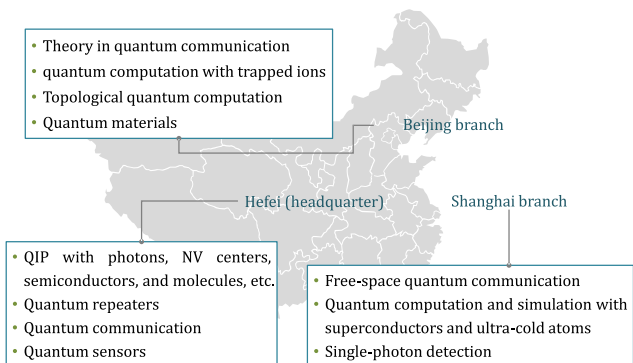 • Theory in quantum communication
• quantum computation with trapped ions
• Topological quantum computation
• Quantum materials
Beijing branch
Hefei (headquarter)
Shanghai branch
• QIP with photons, NV centers,
semiconductors, and molecules, etc.
• Quantum repeaters
• Quantum communication
• Quantum sensors
• Free-space quantum communication
• Quantum computation and simulation with
superconductors and ultra-cold atoms
• Single-photon detection